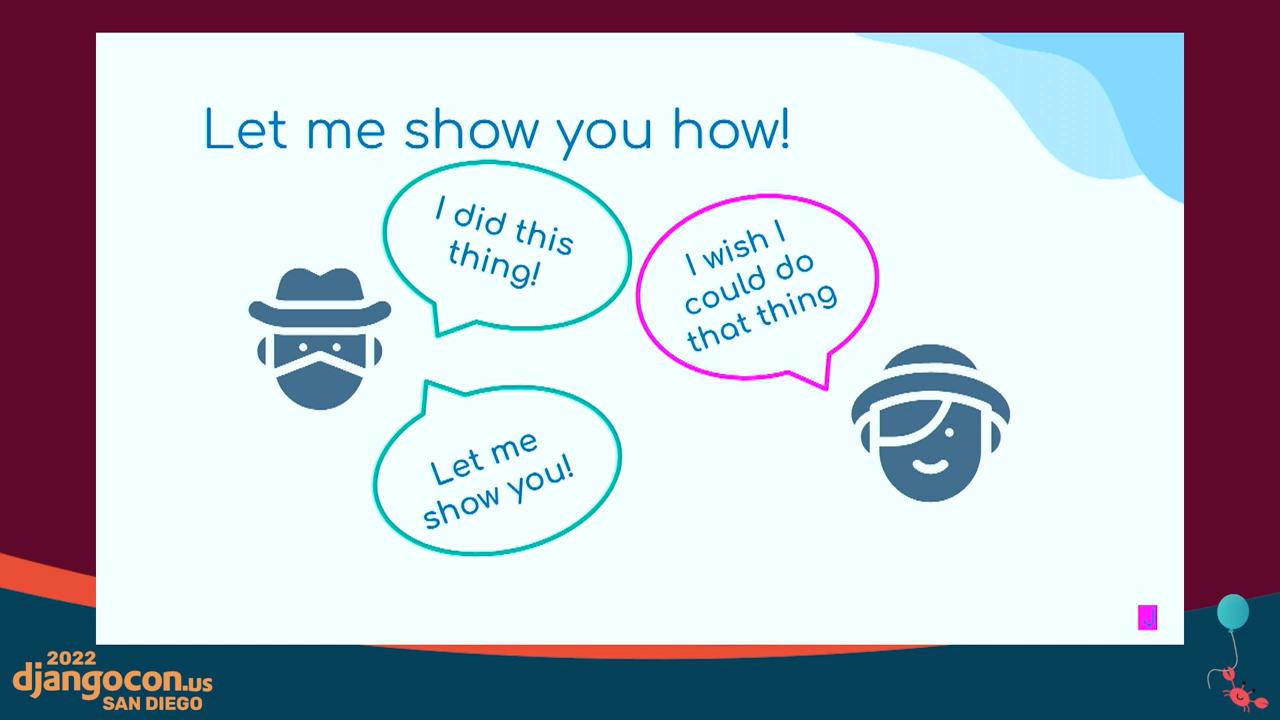 Let me show you how!
I did this
thing!
I wish I
could do
that thing
Let me
show you!
J
2022
djangocon.us
SAN DIEGO